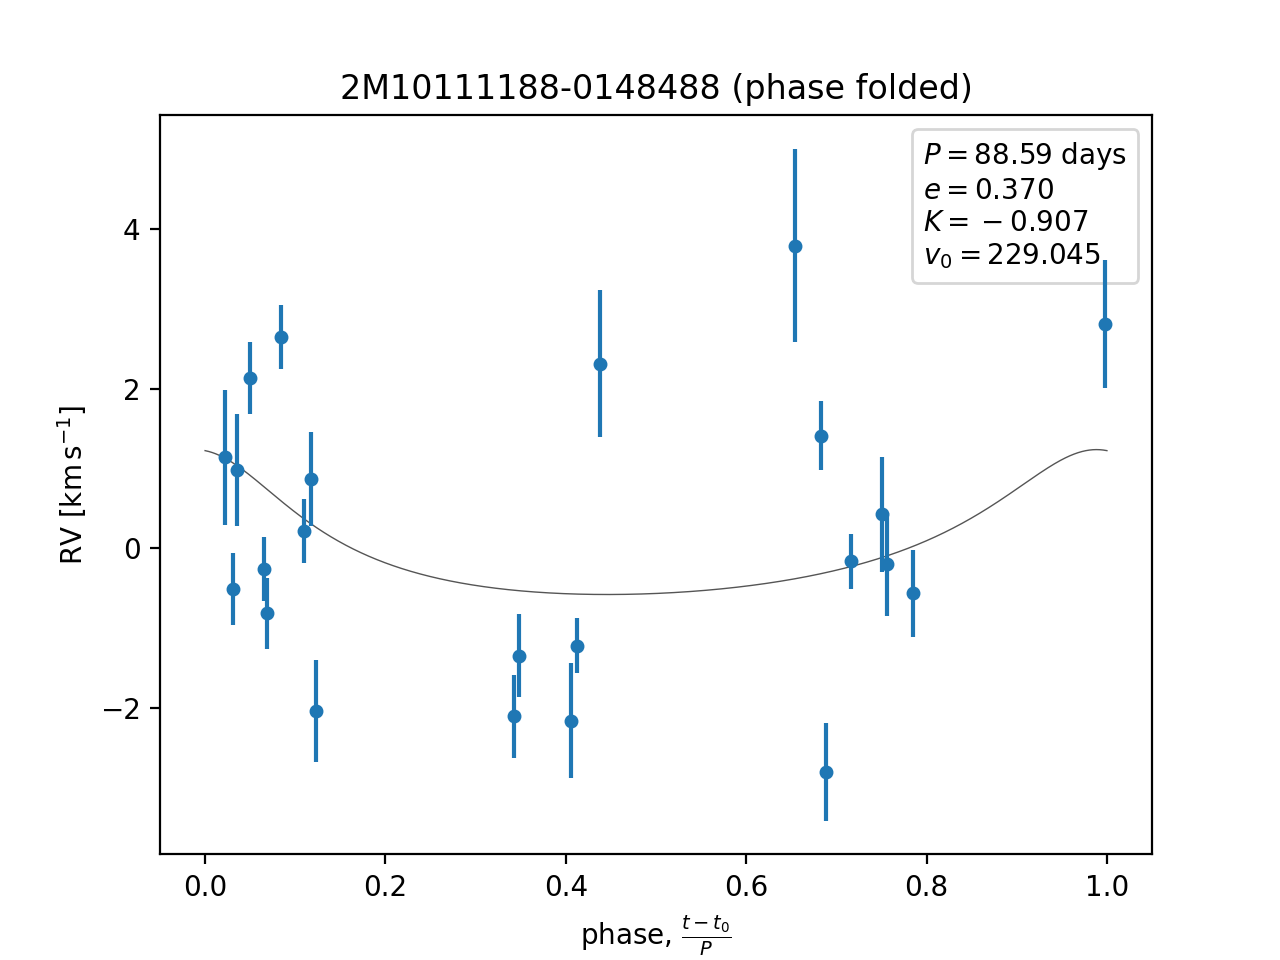 2M10111188-0148488 (phase folded)
P = 88.59 days
e = 0.370
K = −0.907
v₀ = 229.045
4
2
0
−2
RV [km s⁻¹]
0.0 0.2 0.4 0.6 0.8 1.0
phase, (t − t₀)/P